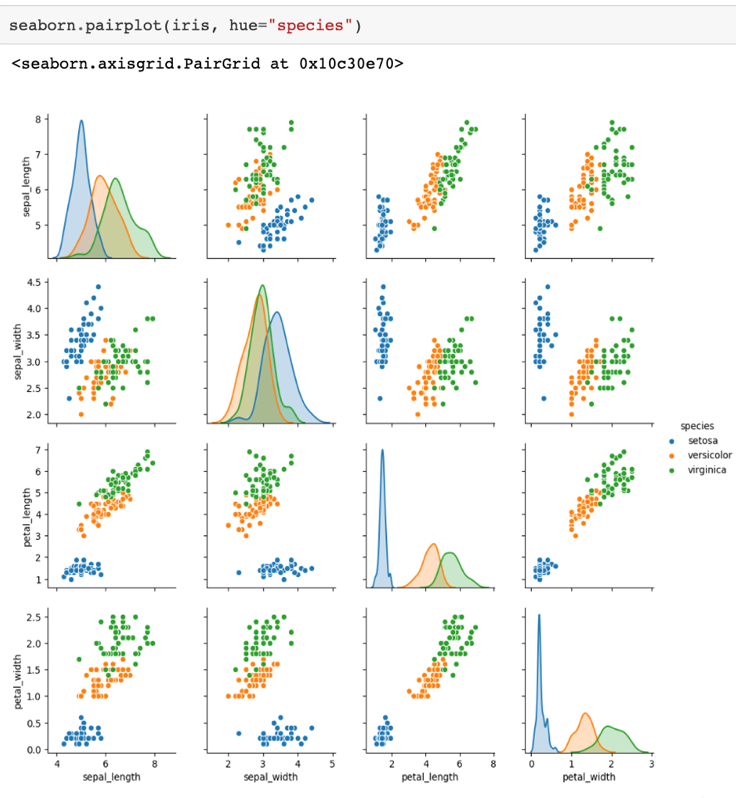 seaborn.pairplot(iris, hue="species")
<seaborn.axisgrid.PairGrid at 0x10c30e70>
8
7
6
5
sepal_length
4.5
4.0
3.5
3.0
2.5
2.0
sepal_width
species
setosa
versicolor
virginica
7
6
5
4
3
2
1
petal_length
2.5
2.0
1.5
1.0
0.5
0.0
petal_width
4 6 8
sepal_length
2 3 4 5
sepal_width
2 4 6 8
petal_length
0 1 2 3
petal_width